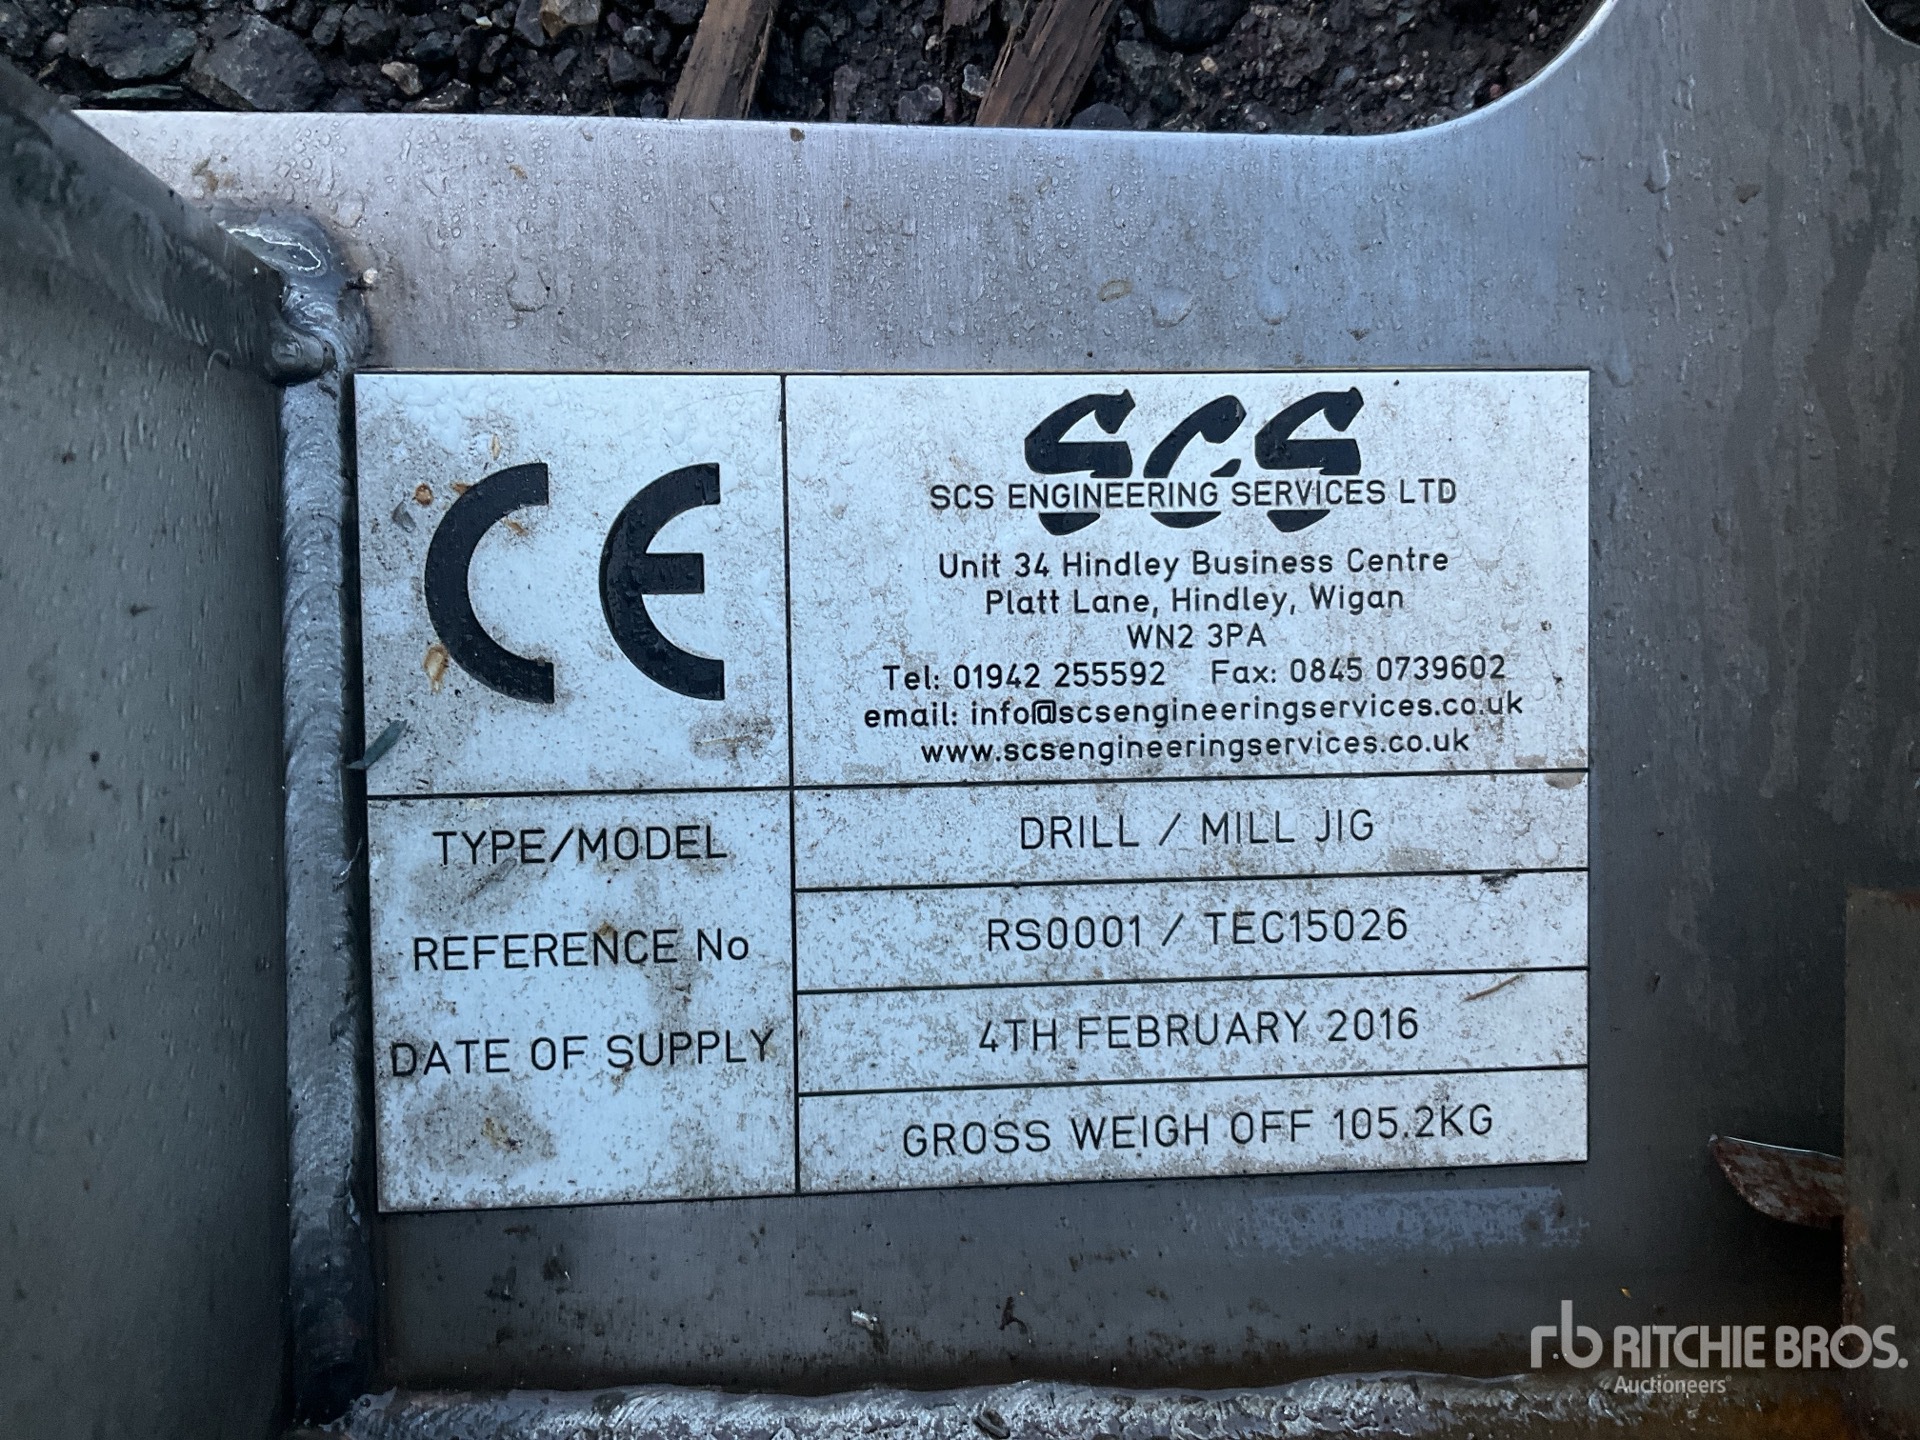 CE
SCS
SCS ENGINEERING SERVICES LTD
Unit 34 Hindley Business Centre
Platt Lane, Hindley, Wigan
WN2 3PA
Tel: 01942 255592 Fax: 0845 0739602
email: info@scsengineeringservices.co.uk
www.scsengineeringservices.co.uk
TYPE/MODEL DRILL / MILL JIG
REFERENCE No RS0001 / TEC15026
DATE OF SUPPLY 4TH FEBRUARY 2016
GROSS WEIGH OFF 105.2KG
rb RITCHIE BROS.
Auctioneers